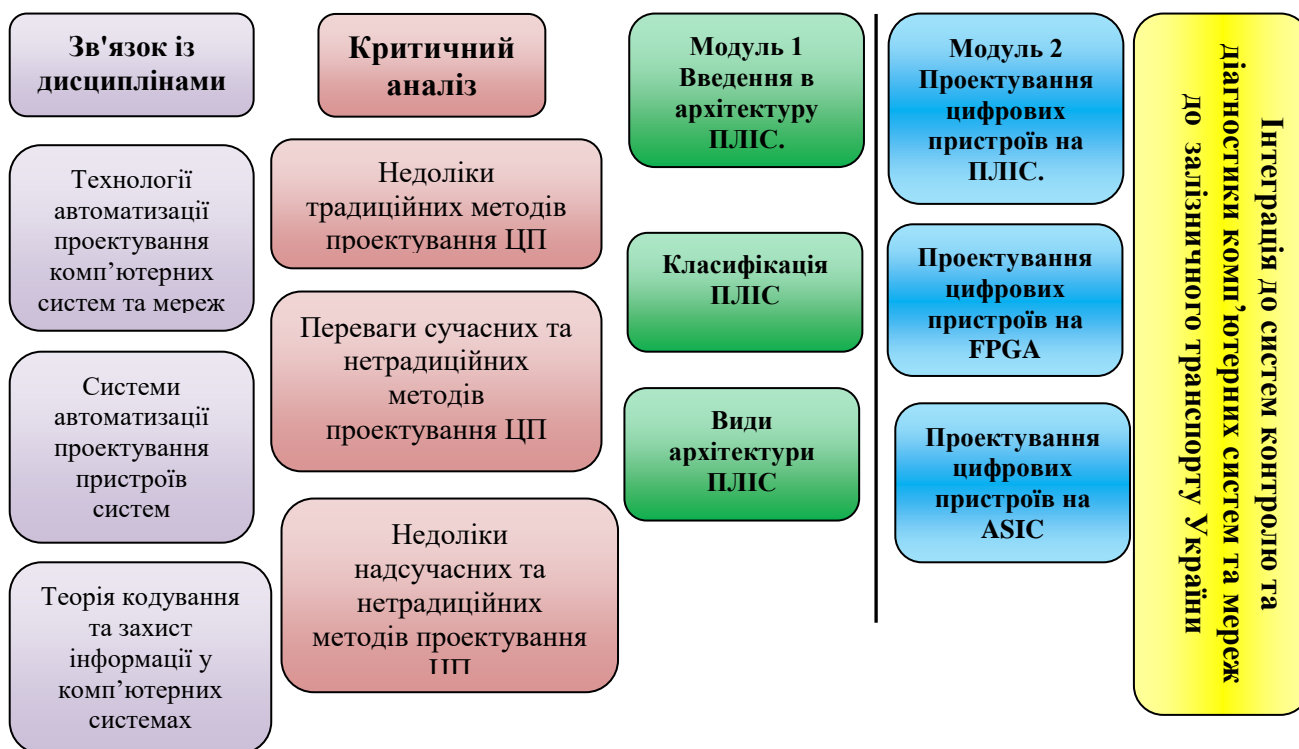 Зв'язок із
дисциплінами
Технології
автоматизації
проектування
комп’ютерних
систем та мереж
Системи
автоматизації
проектування
пристроїв
систем
Теорія кодування
та захист
інформації у
комп’ютерних
системах
Критичний
аналіз
Недоліки
традиційних методів
проектування ЦП
Переваги сучасних та
нетрадиційних
методів
проектування ЦП
Недоліки
надсучасних та
нетрадиційних
методів проектування
ЦП
Модуль 1
Введення в
архітектуру
ПЛІС.
Класифікація
ПЛІС
Види
архітектури
ПЛІС
Модуль 2
Проектування
цифрових
пристроїв на
ПЛІС.
Проектування
цифрових
пристроїв на
FPGA
Проектування
цифрових
пристроїв на
ASIC
Інтеграція до систем контролю та
діагностики комп’ютерних систем та мереж
до залізничного транспорту України